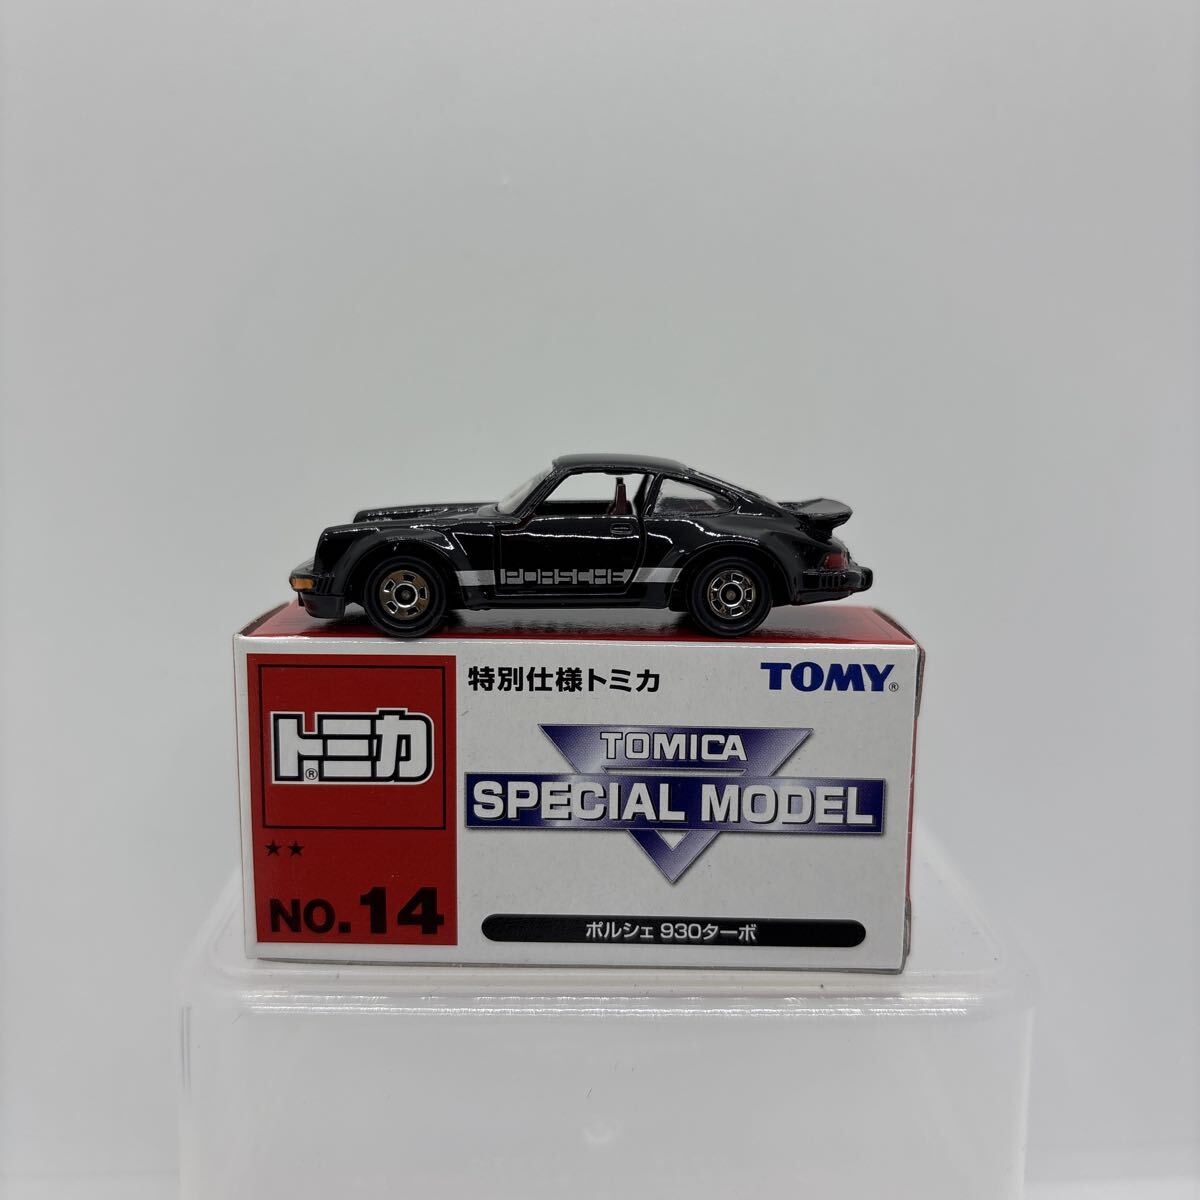 PORSCHE
特別仕様トミカ
TOMY®
トミカ®
TOMICA
SPECIAL MODEL
★★
NO.14
ポルシェ 930ターボ